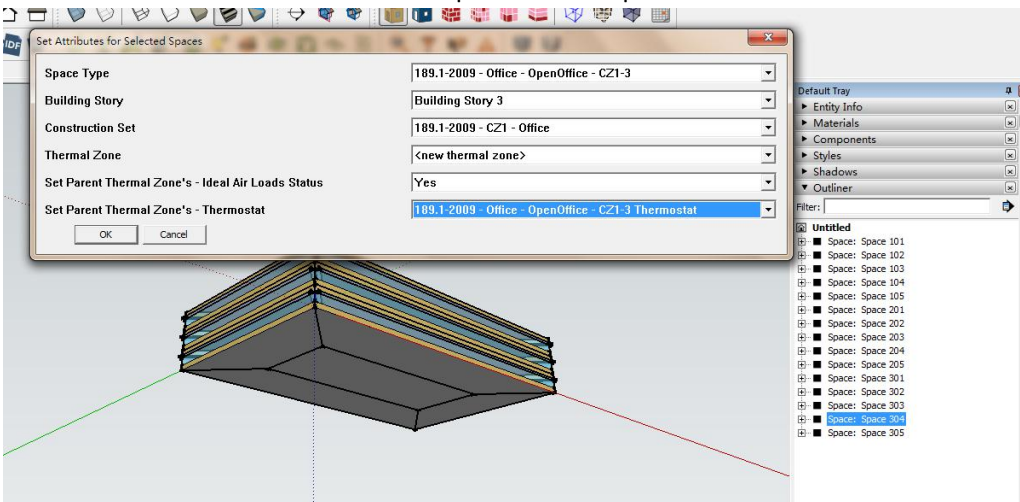 IDF
Set Attributes for Selected Spaces
Space Type
189.1-2009 - Office - OpenOffice - CZ1-3
Building Story
Building Story 3
Construction Set
189.1-2009 - CZ1 - Office
Thermal Zone
<new thermal zone>
Set Parent Thermal Zone's - Ideal Air Loads Status
Yes
Set Parent Thermal Zone's - Thermostat
189.1-2009 - Office - OpenOffice - CZ1-3 Thermostat
OK
Cancel
Default Tray
Entity Info
Materials
Components
Styles
Shadows
Outliner
Filter:
Untitled
Space: Space 101
Space: Space 102
Space: Space 103
Space: Space 104
Space: Space 105
Space: Space 201
Space: Space 202
Space: Space 203
Space: Space 204
Space: Space 205
Space: Space 301
Space: Space 302
Space: Space 303
Space: Space 304
Space: Space 305